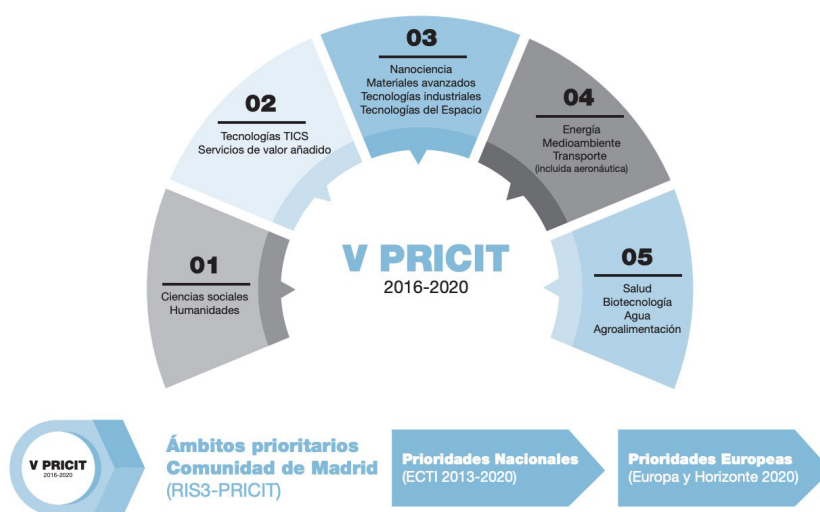 01
Ciencias sociales
Humanidades
02
Tecnologías TICS
Servicios de valor añadido
03
Nanociencia
Materiales avanzados
Tecnologías industriales
Tecnologías del Espacio
04
Energía
Medioambiente
Transporte
(incluida aeronáutica)
05
Salud
Biotecnología
Agua
Agroalimentación
V PRICIT
2016-2020
V PRICIT
2016-2020
Ámbitos prioritarios
Comunidad de Madrid
(RIS3-PRICIT)
Prioridades Nacionales
(ECTI 2013-2020)
Prioridades Europeas
(Europa y Horizonte 2020)